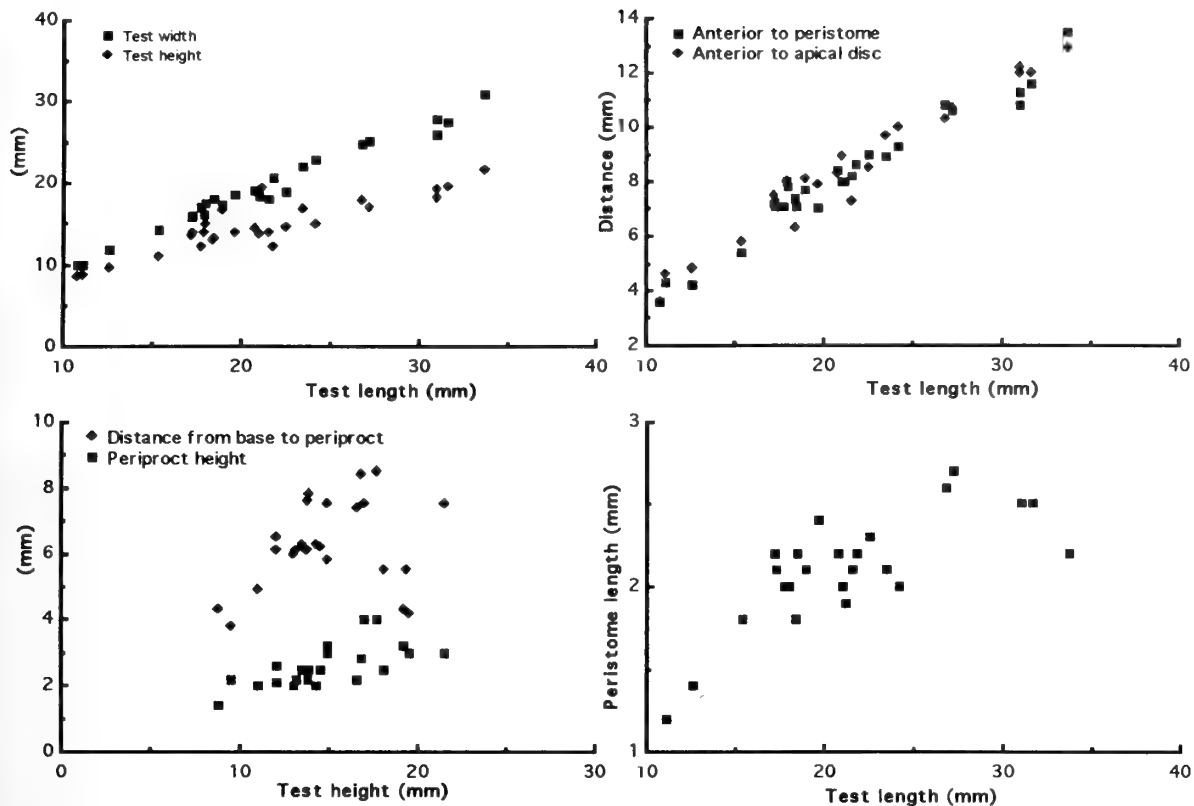 40
30
20
10
0
(mm)
Test width
Test height
10 20 30 40
Test length (mm)
14
12
10
8
6
4
2
Distance (mm)
Anterior to peristome
Anterior to apical disc
10 20 30 40
Test length (mm)
10
8
6
4
2
0
(mm)
Distance from base to periproct
Periproct height
0 10 20 30
Test height (mm)
3
2
1
Peristome length (mm)
10 20 30 40
Test length (mm)